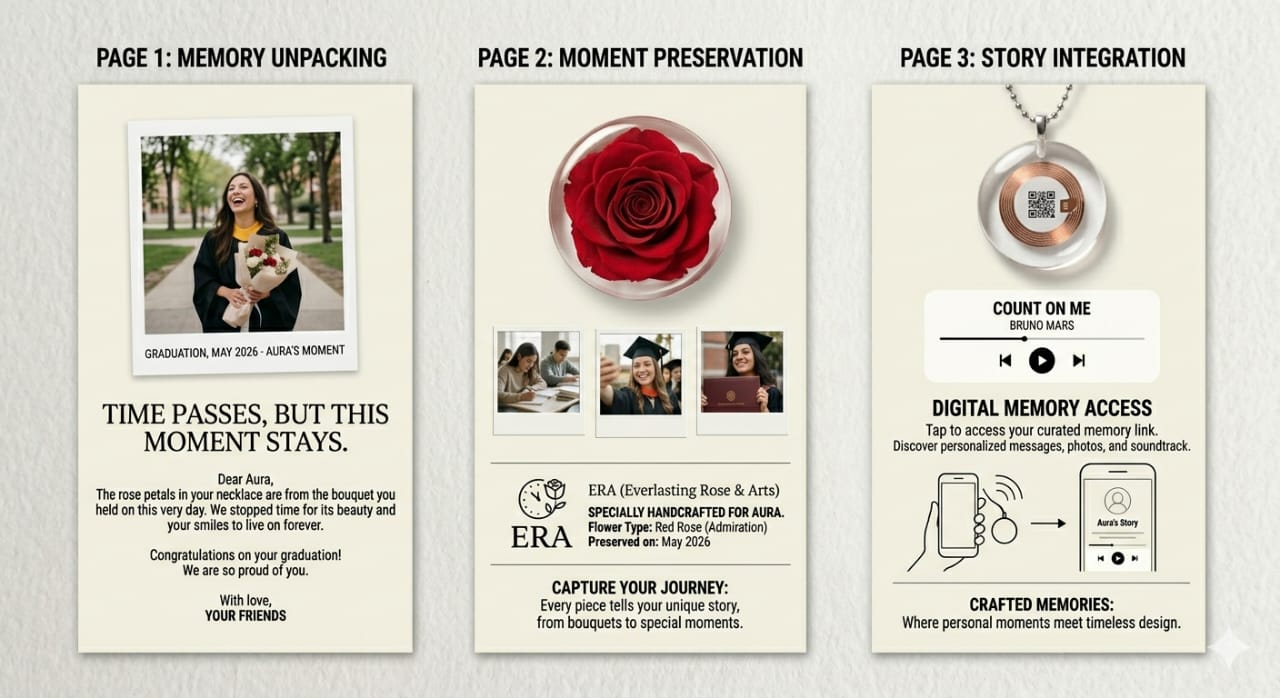 PAGE 1: MEMORY UNPACKING
GRADUATION, MAY 2026 - AURA'S MOMENT
TIME PASSES, BUT THIS
MOMENT STAYS.
Dear Aura,
The rose petals in your necklace are from the bouquet you
held on this very day. We stopped time for its beauty and
your smiles to live on forever.
Congratulations on your graduation!
We are so proud of you.
With love,
YOUR FRIENDS
PAGE 2: MOMENT PRESERVATION
ERA
ERA (Everlasting Rose & Arts)
SPECIALLY HANDCRAFTED FOR AURA.
Flower Type: Red Rose (Admiration)
Preserved on: May 2026
CAPTURE YOUR JOURNEY:
Every piece tells your unique story,
from bouquets to special moments.
PAGE 3: STORY INTEGRATION
COUNT ON ME
BRUNO MARS
DIGITAL MEMORY ACCESS
Tap to access your curated memory link.
Discover personalized messages, photos, and soundtrack.
Aura's Story
CRAFTED MEMORIES:
Where personal moments meet timeless design.